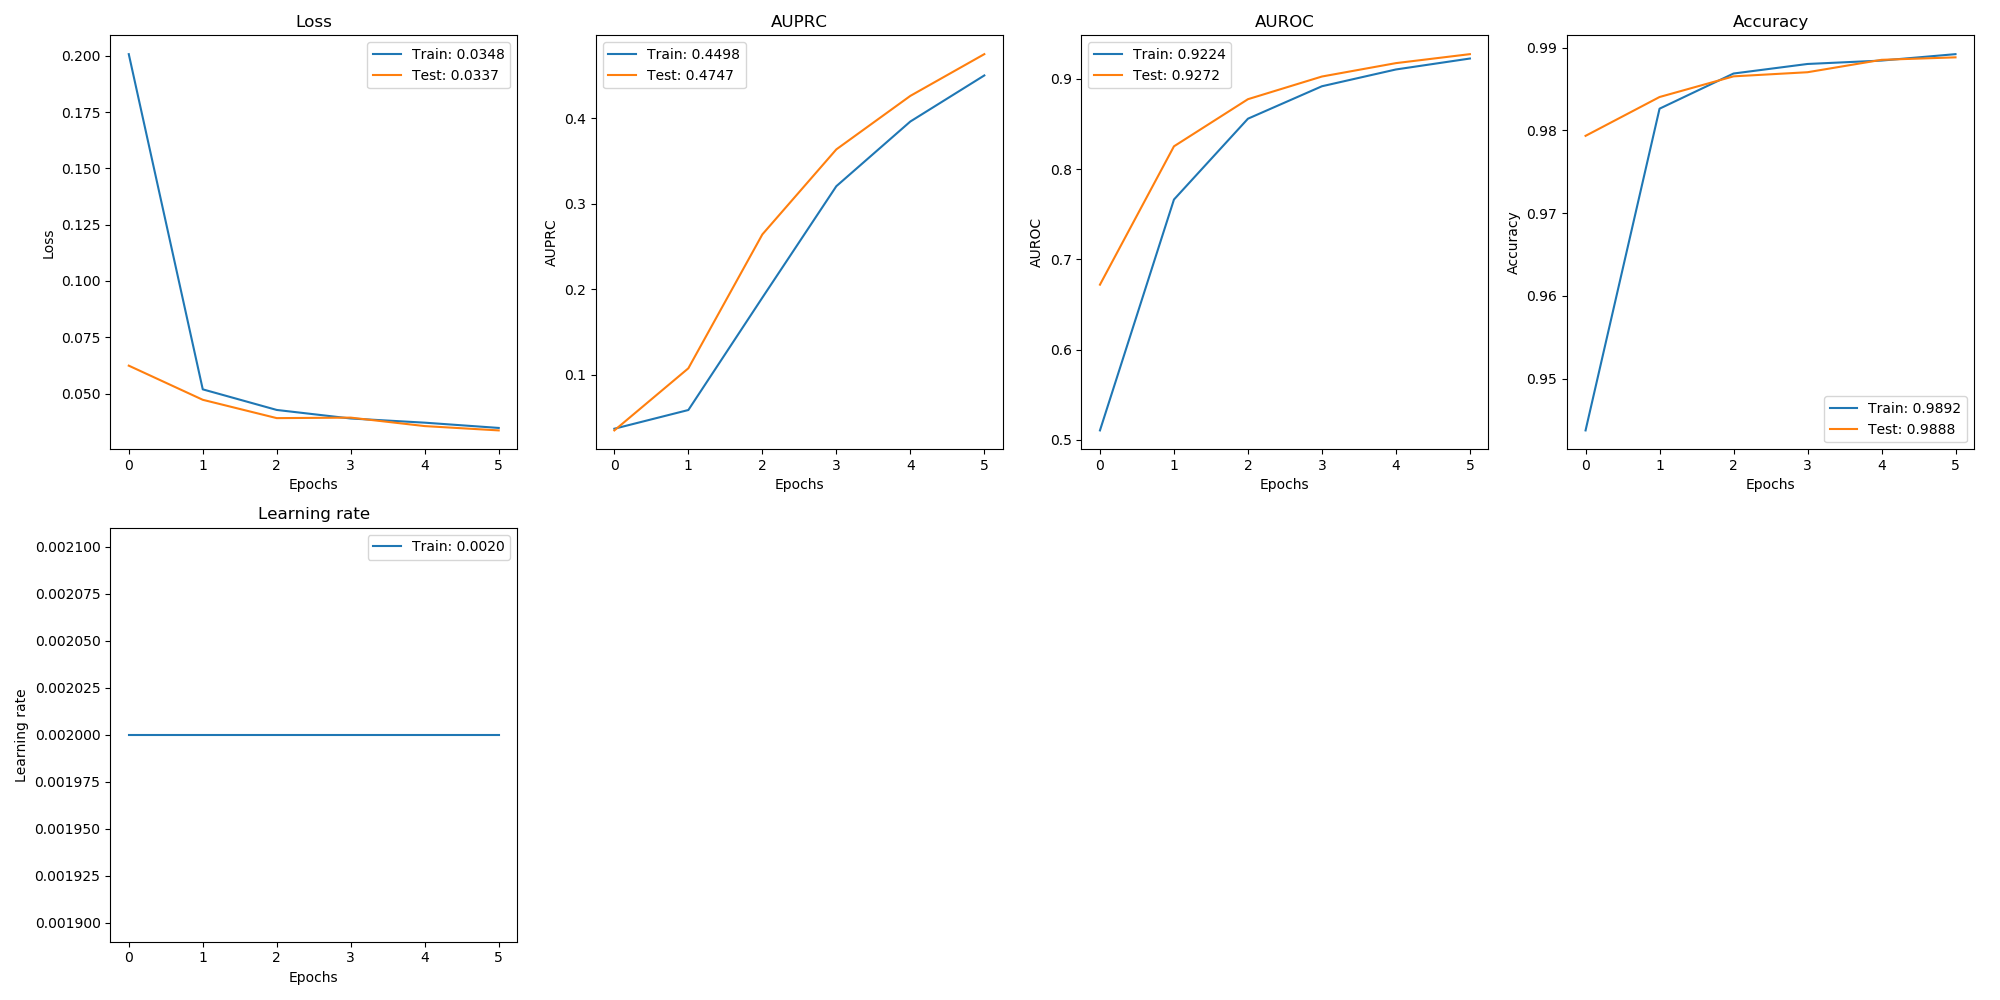 Loss
Train: 0.0348
Test: 0.0337
0.200
0.175
0.150
0.125
0.100
0.075
0.050
Loss
0 1 2 3 4 5
Epochs
AUPRC
Train: 0.4498
Test: 0.4747
0.4
0.3
0.2
0.1
AUPRC
0 1 2 3 4 5
Epochs
AUROC
Train: 0.9224
Test: 0.9272
0.9
0.8
0.7
0.6
0.5
AUROC
0 1 2 3 4 5
Epochs
Accuracy
0.99
0.98
0.97
0.96
0.95
Accuracy
Train: 0.9892
Test: 0.9888
0 1 2 3 4 5
Epochs
Learning rate
Train: 0.0020
0.002100
0.002075
0.002050
0.002025
0.002000
0.001975
0.001950
0.001925
0.001900
Learning rate
0 1 2 3 4 5
Epochs